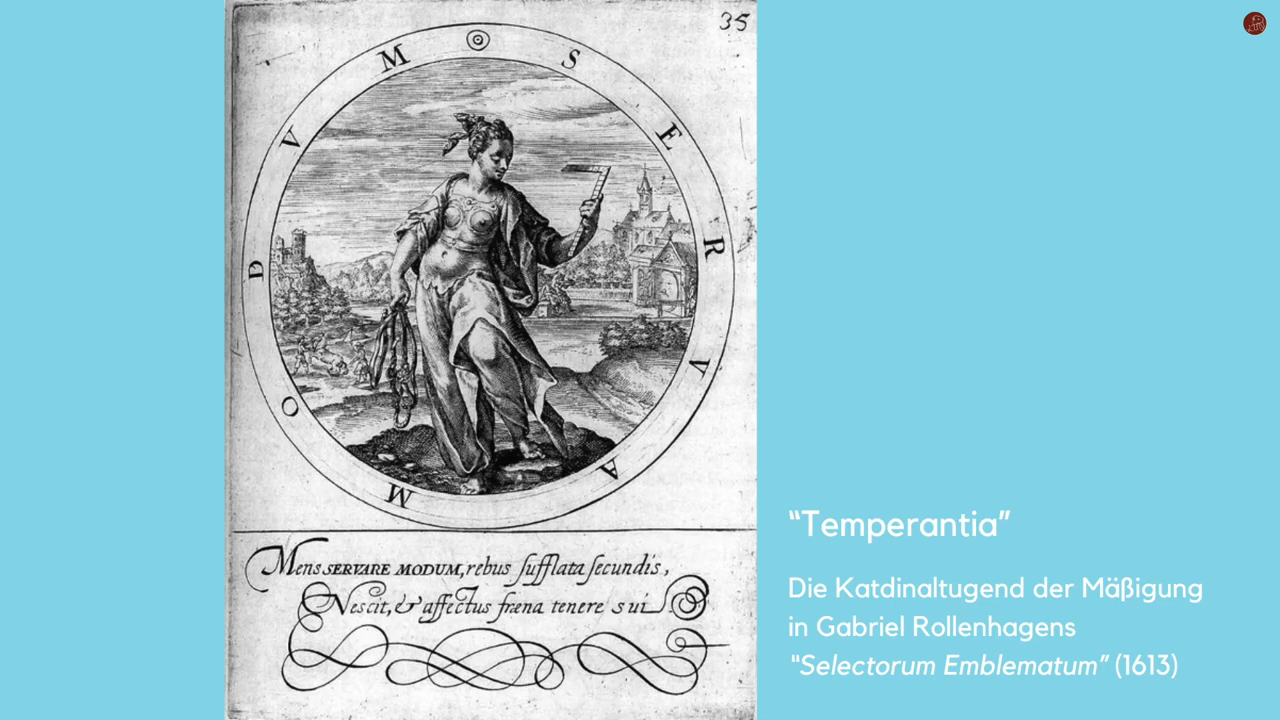 35
SERVA MODVM
Mens SERVARE MODUM, rebus sufflata secundis,
Nescit, & affectus fræna tenere sui
“Temperantia”
Die Katdinaltugend der Mäßigung
in Gabriel Rollenhagens
“Selectorum Emblematum” (1613)